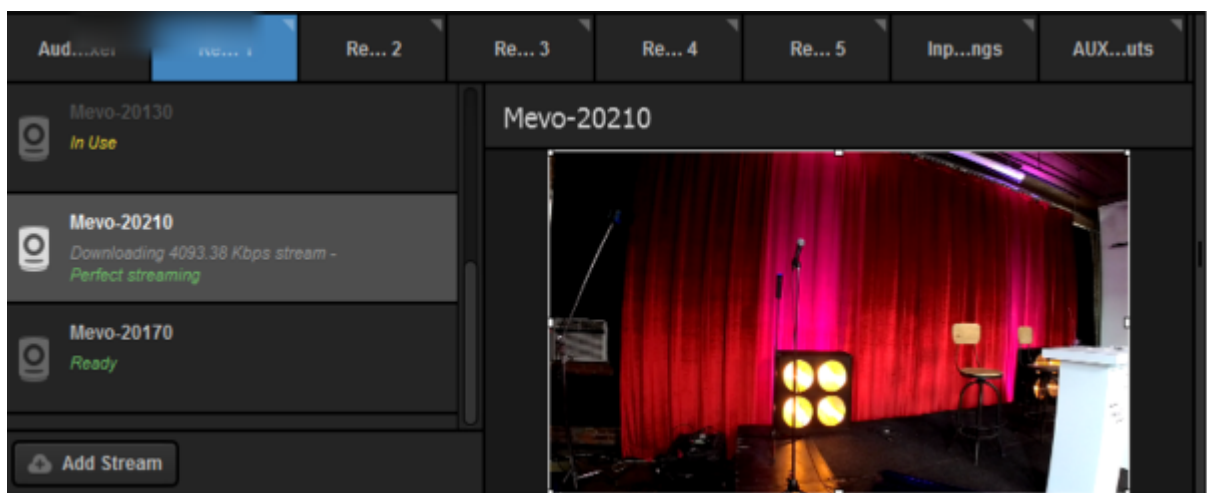 Re... 2
Re... 3
Re... 4
Re... 5
Inp...ngs
AUX...uts
Mevo-20130
In Use
Mevo-20210
Downloading 4093.38 Kbps stream -
Perfect streaming
Mevo-20170
Ready
Add Stream
Mevo-20210